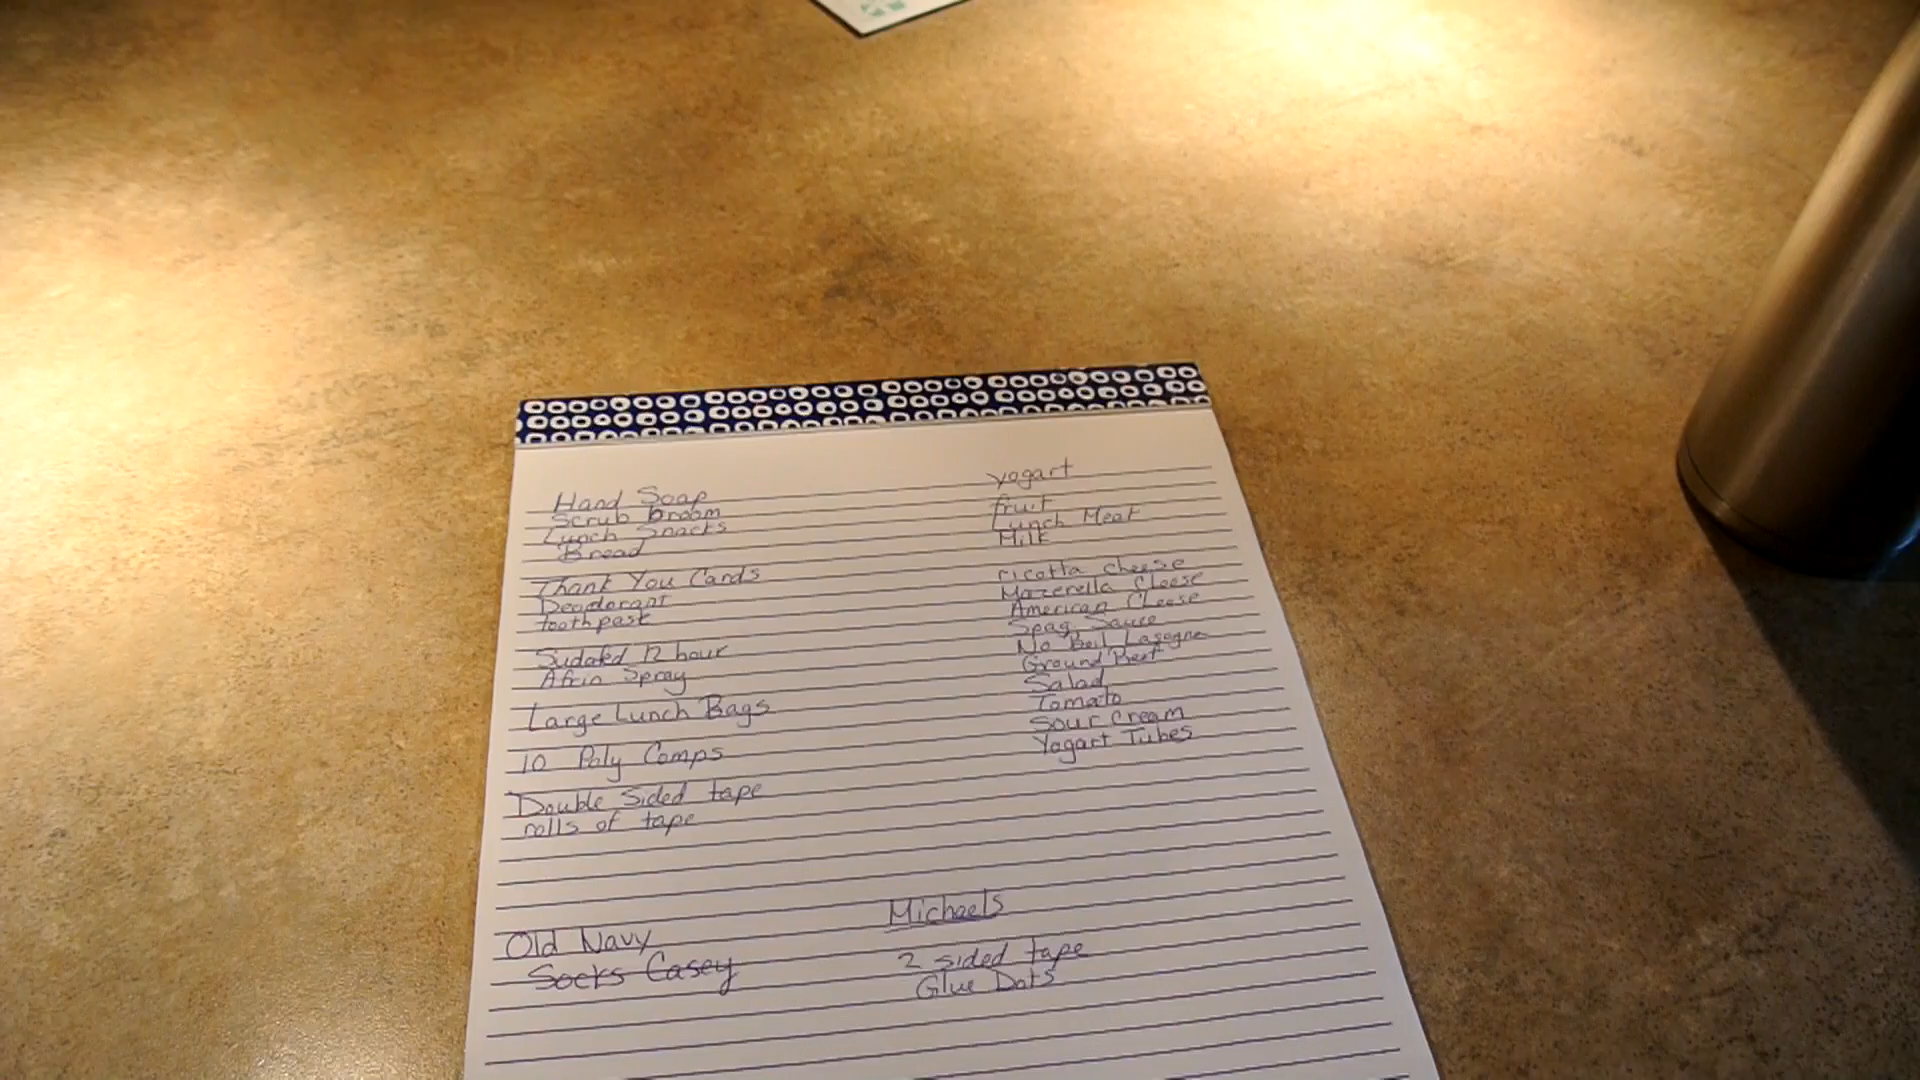 Hand Soap
Scrub Broom
Lunch Snacks
Bread
Thank You Cards
Deodorant
toothpast
Sudafed 12 hour
Afrin Spray
Large Lunch Bags
10 Poly Comps
Double Sided tape
rolls of tape
Old Navy
Socks Casey
yogart
fruit
Lunch Meat
Milk
ricotta cheese
Mozerella Cheese
American Cheese
Spag Sauce
No Boil Lasagne
Ground Beef
Salad
Tomato
Sour Cream
Yogart Tubes
Michaels
2 sided tape
Glue Dots